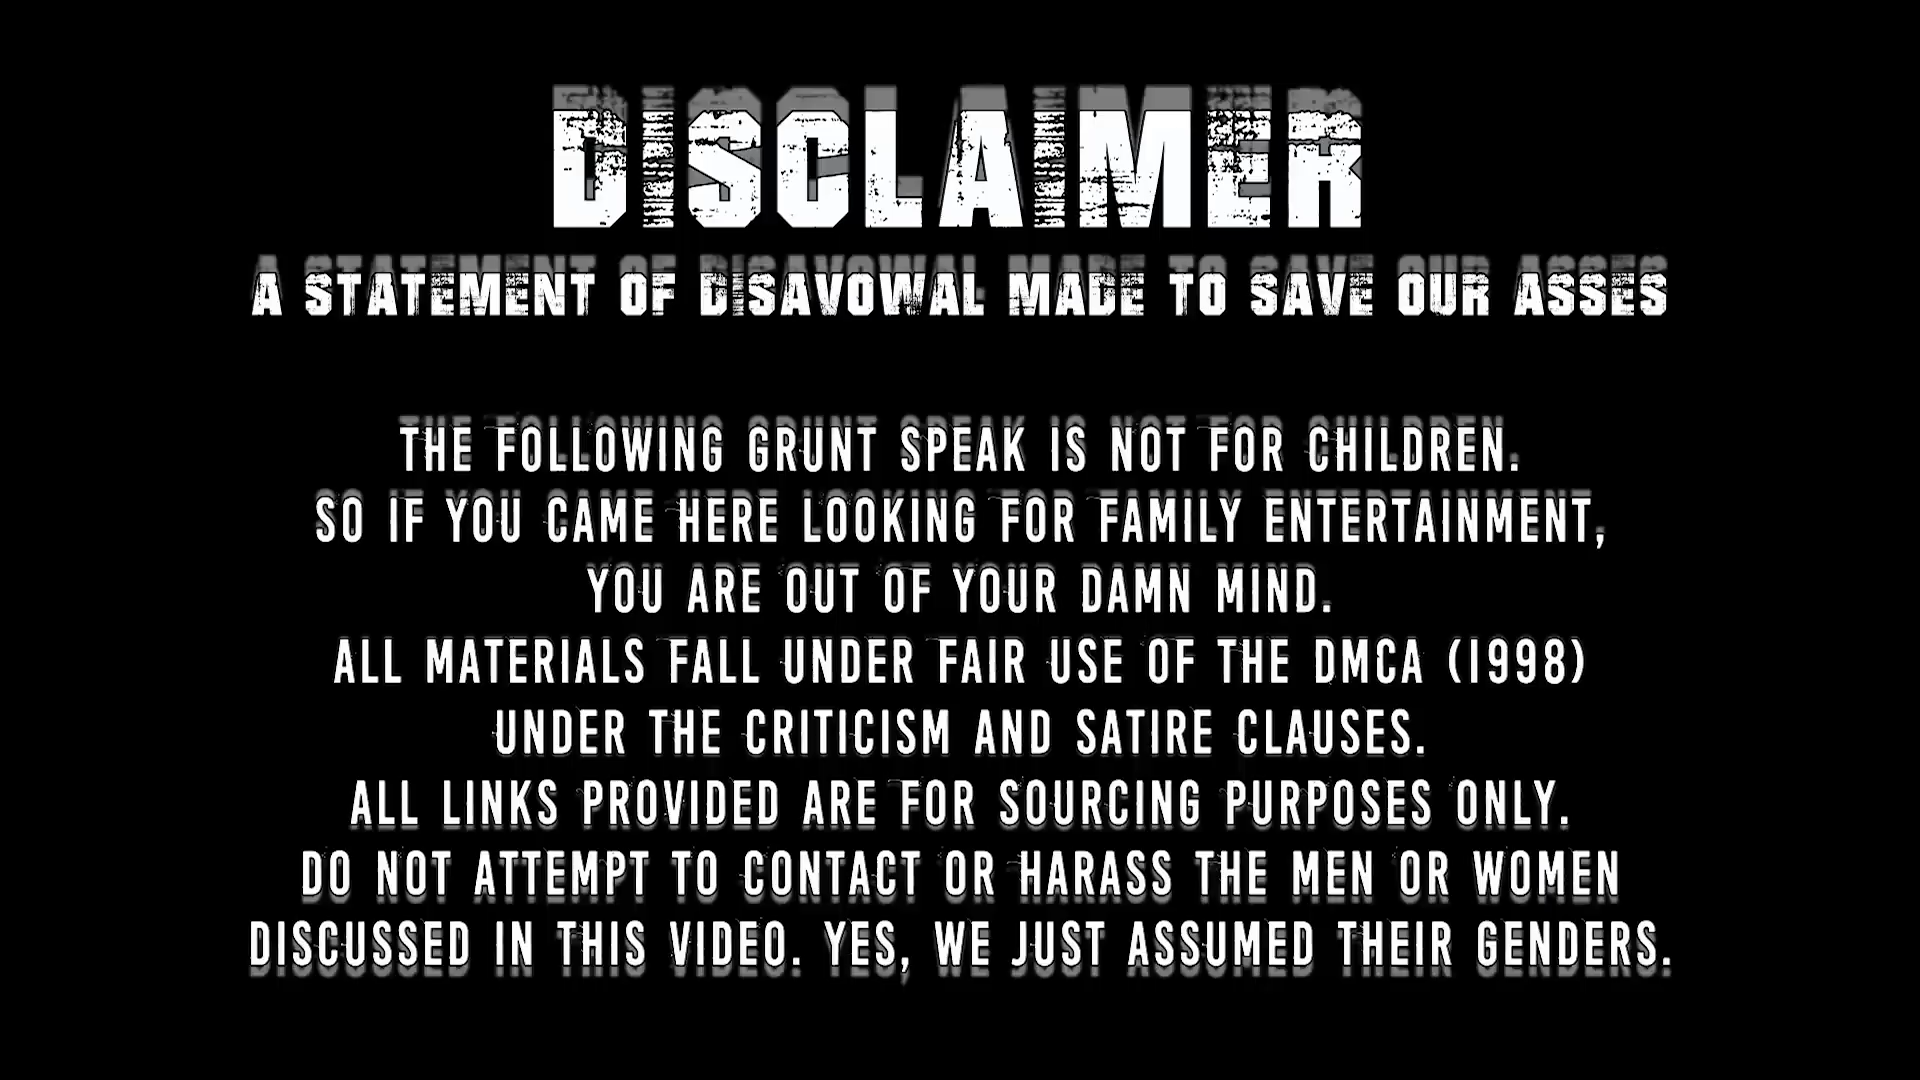 DISCLAIMER
A STATEMENT OF DISAVOWAL MADE TO SAVE OUR ASSES
THE FOLLOWING GRUNT SPEAK IS NOT FOR CHILDREN.
SO IF YOU CAME HERE LOOKING FOR FAMILY ENTERTAINMENT,
YOU ARE OUT OF YOUR DAMN MIND.
ALL MATERIALS FALL UNDER FAIR USE OF THE DMCA (1998)
UNDER THE CRITICISM AND SATIRE CLAUSES.
ALL LINKS PROVIDED ARE FOR SOURCING PURPOSES ONLY.
DO NOT ATTEMPT TO CONTACT OR HARASS THE MEN OR WOMEN
DISCUSSED IN THIS VIDEO. YES, WE JUST ASSUMED THEIR GENDERS.